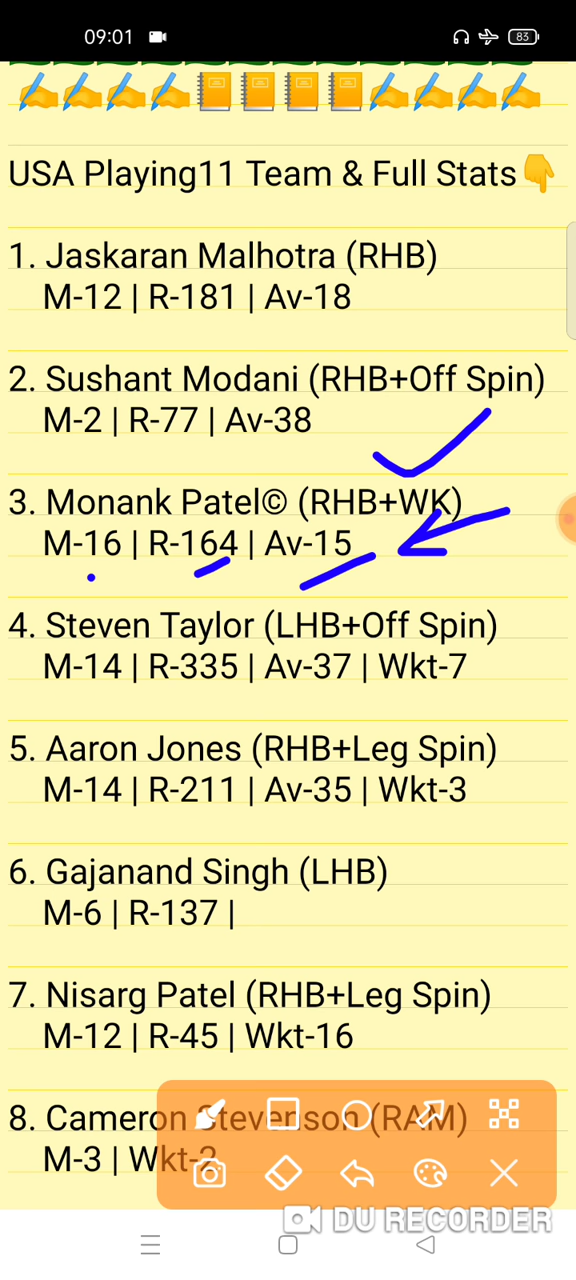 09:01
83
USA Playing11 Team & Full Stats👇
1. Jaskaran Malhotra (RHB)
M-12 | R-181 | Av-18
2. Sushant Modani (RHB+Off Spin)
M-2 | R-77 | Av-38
3. Monank Patel© (RHB+WK)
M-16 | R-164 | Av-15
4. Steven Taylor (LHB+Off Spin)
M-14 | R-335 | Av-37 | Wkt-7
5. Aaron Jones (RHB+Leg Spin)
M-14 | R-211 | Av-35 | Wkt-3
6. Gajanand Singh (LHB)
M-6 | R-137 |
7. Nisarg Patel (RHB+Leg Spin)
M-12 | R-45 | Wkt-16
8. Cameron Stevenson (RAM)
M-3 | Wkt-2
DU RECORDER